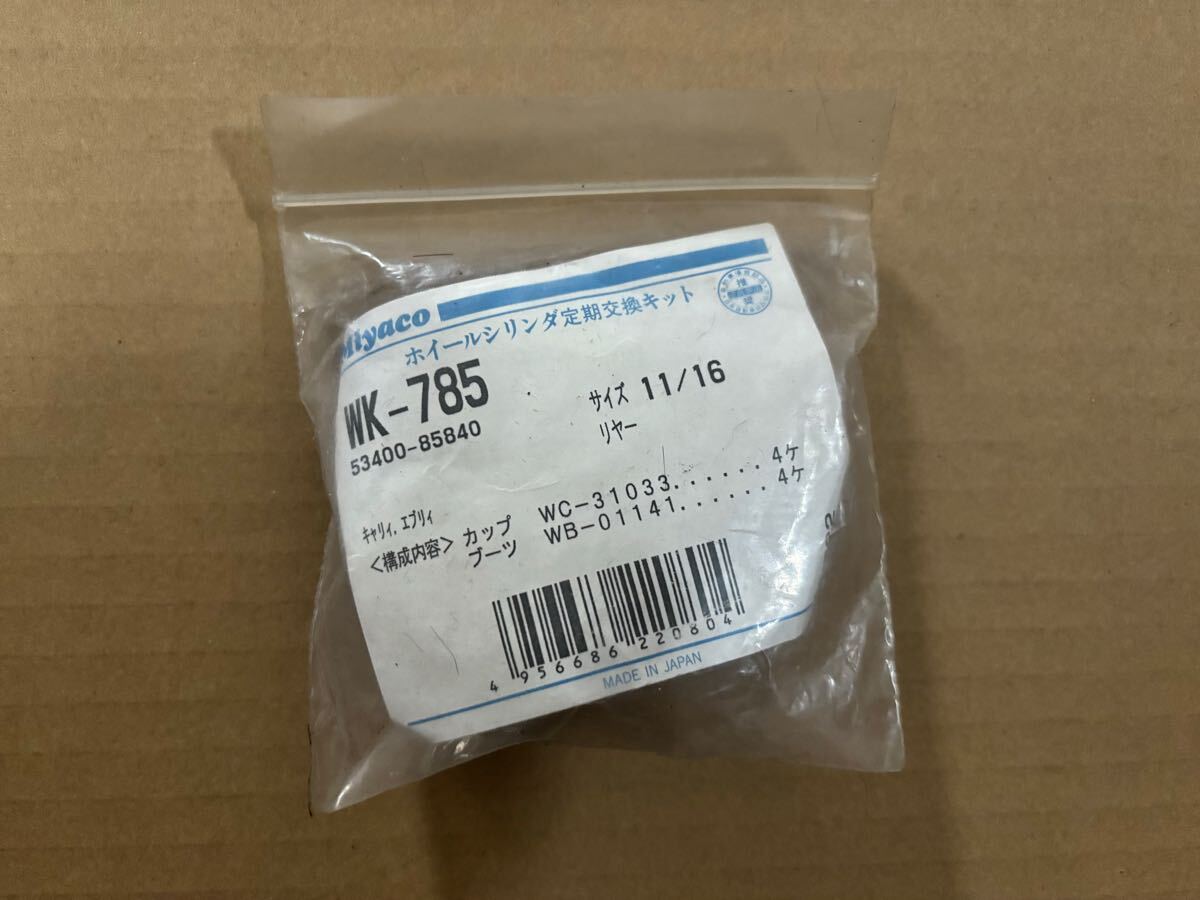 Miyaco
ホイールシリンダ定期交換キット
推奨
WK-785
53400-85840
サイズ 11/16
リヤー
キャリィ, エブリィ
<構成内容> カップ WC-31033......4ケ
ブーツ WB-01141......4ケ
4 956686 220804
MADE IN JAPAN